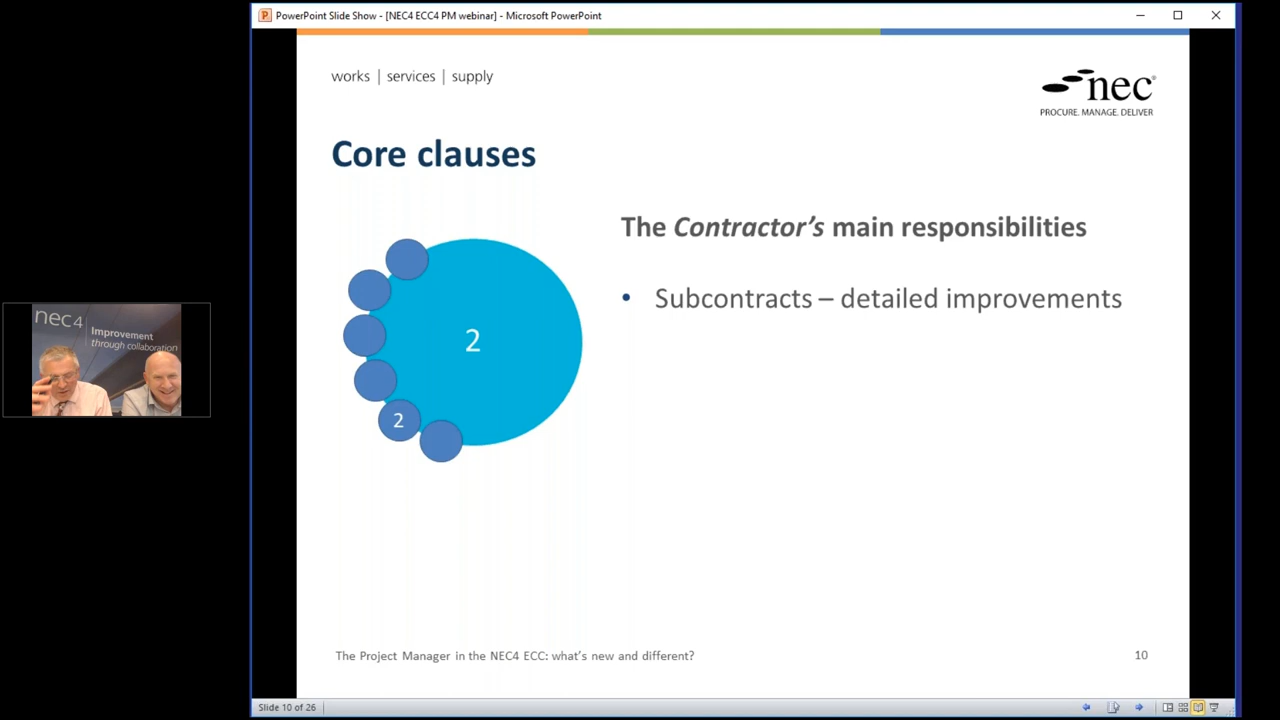 PowerPoint Slide Show - [NEC4 ECC4 PM webinar] - Microsoft PowerPoint
works | services | supply
nec®
PROCURE. MANAGE. DELIVER
Core clauses
The Contractor’s main responsibilities
• Subcontracts – detailed improvements
2
2
nec4
Improvement
through collaboration
The Project Manager in the NEC4 ECC: what’s new and different?
10
Slide 10 of 26